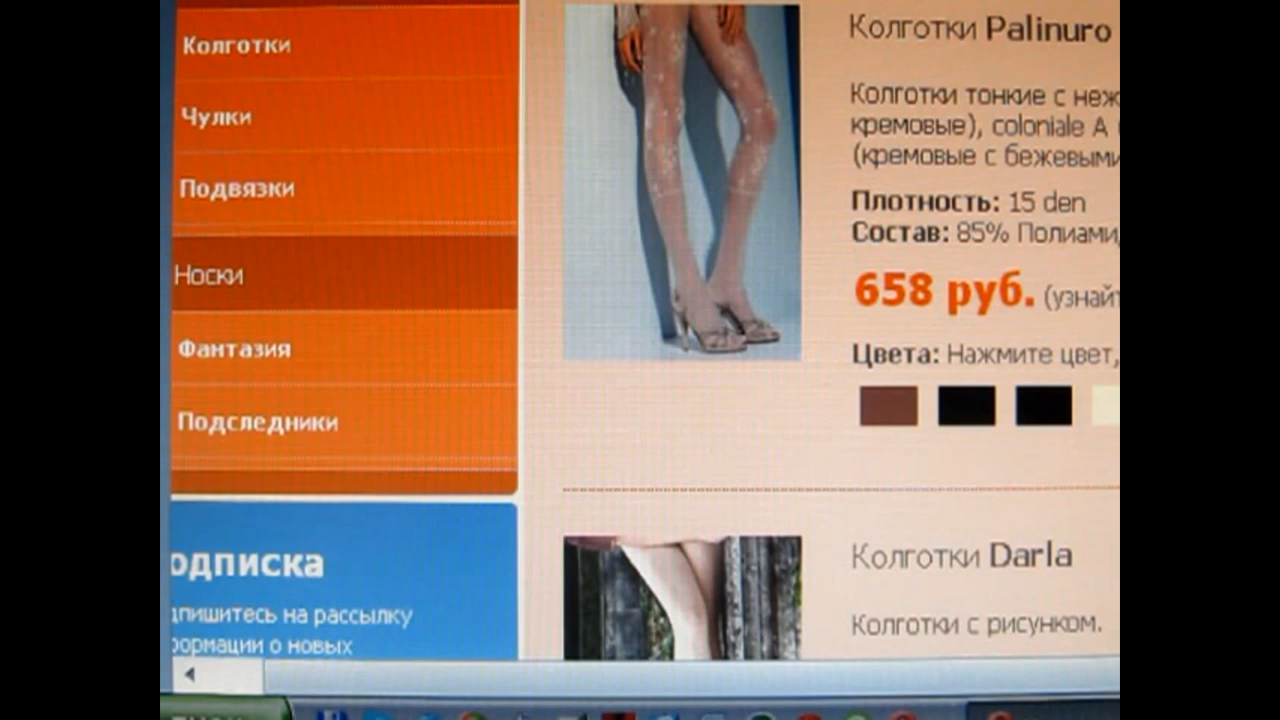 Колготки
Чулки
Подвязки
Носки
Фантазия
Подследники
одписка
дпишитесь на рассылку
формации о новых
Колготки Palinuro
Колготки тонкие с неж
кремовые), coloniale A
(кремовые с бежевыми
Плотность: 15 den
Состав: 85% Полиами
658 руб. (узнай
Цвета: Нажмите цвет,
Колготки Darla
Колготки с рисунком.